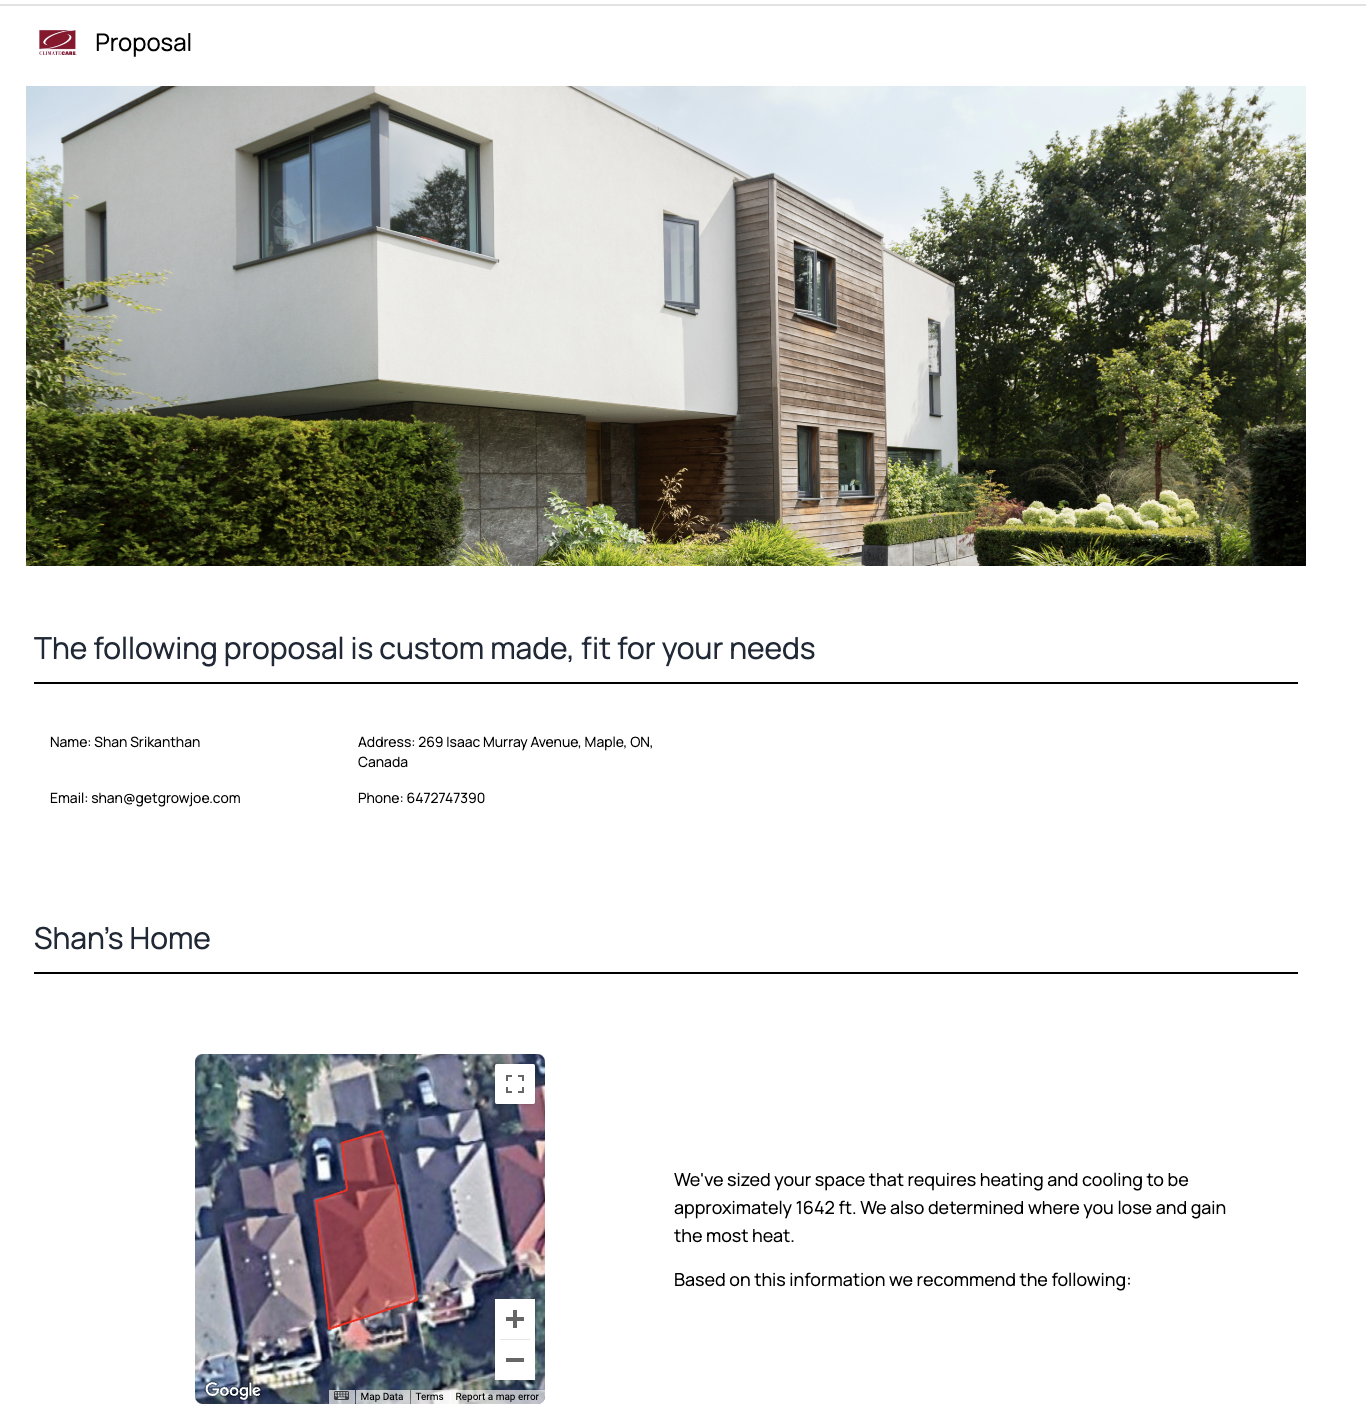 CLIMATECARE
Proposal
The following proposal is custom made, fit for your needs
Name: Shan Srikanthan
Address: 269 Isaac Murray Avenue, Maple, ON,
Canada
Email: shan@getgrowjoe.com
Phone: 6472747390
Shan's Home
We've sized your space that requires heating and cooling to be
approximately 1642 ft. We also determined where you lose and gain
the most heat.
Based on this information we recommend the following:
Google
Map Data
Terms
Report a map error